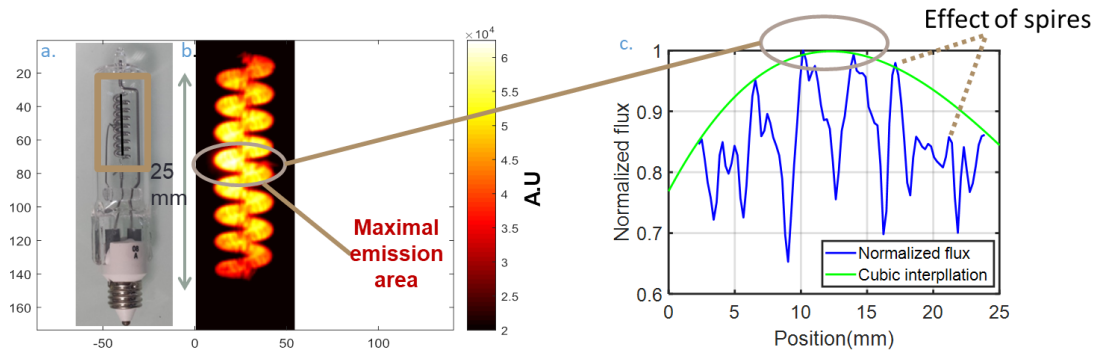 a.
b.
c.
× 10⁴
Effect of spires
20
40
60
80
100
120
140
160
-50
0
50
100
25
mm
Maximal
emission
area
6
5.5
5
4.5
4
3.5
3
2.5
2
A.U
1
0.9
0.8
0.7
0.6
Normalized flux
Normalized flux
Cubic interpllation
0
5
10
15
20
25
Position(mm)